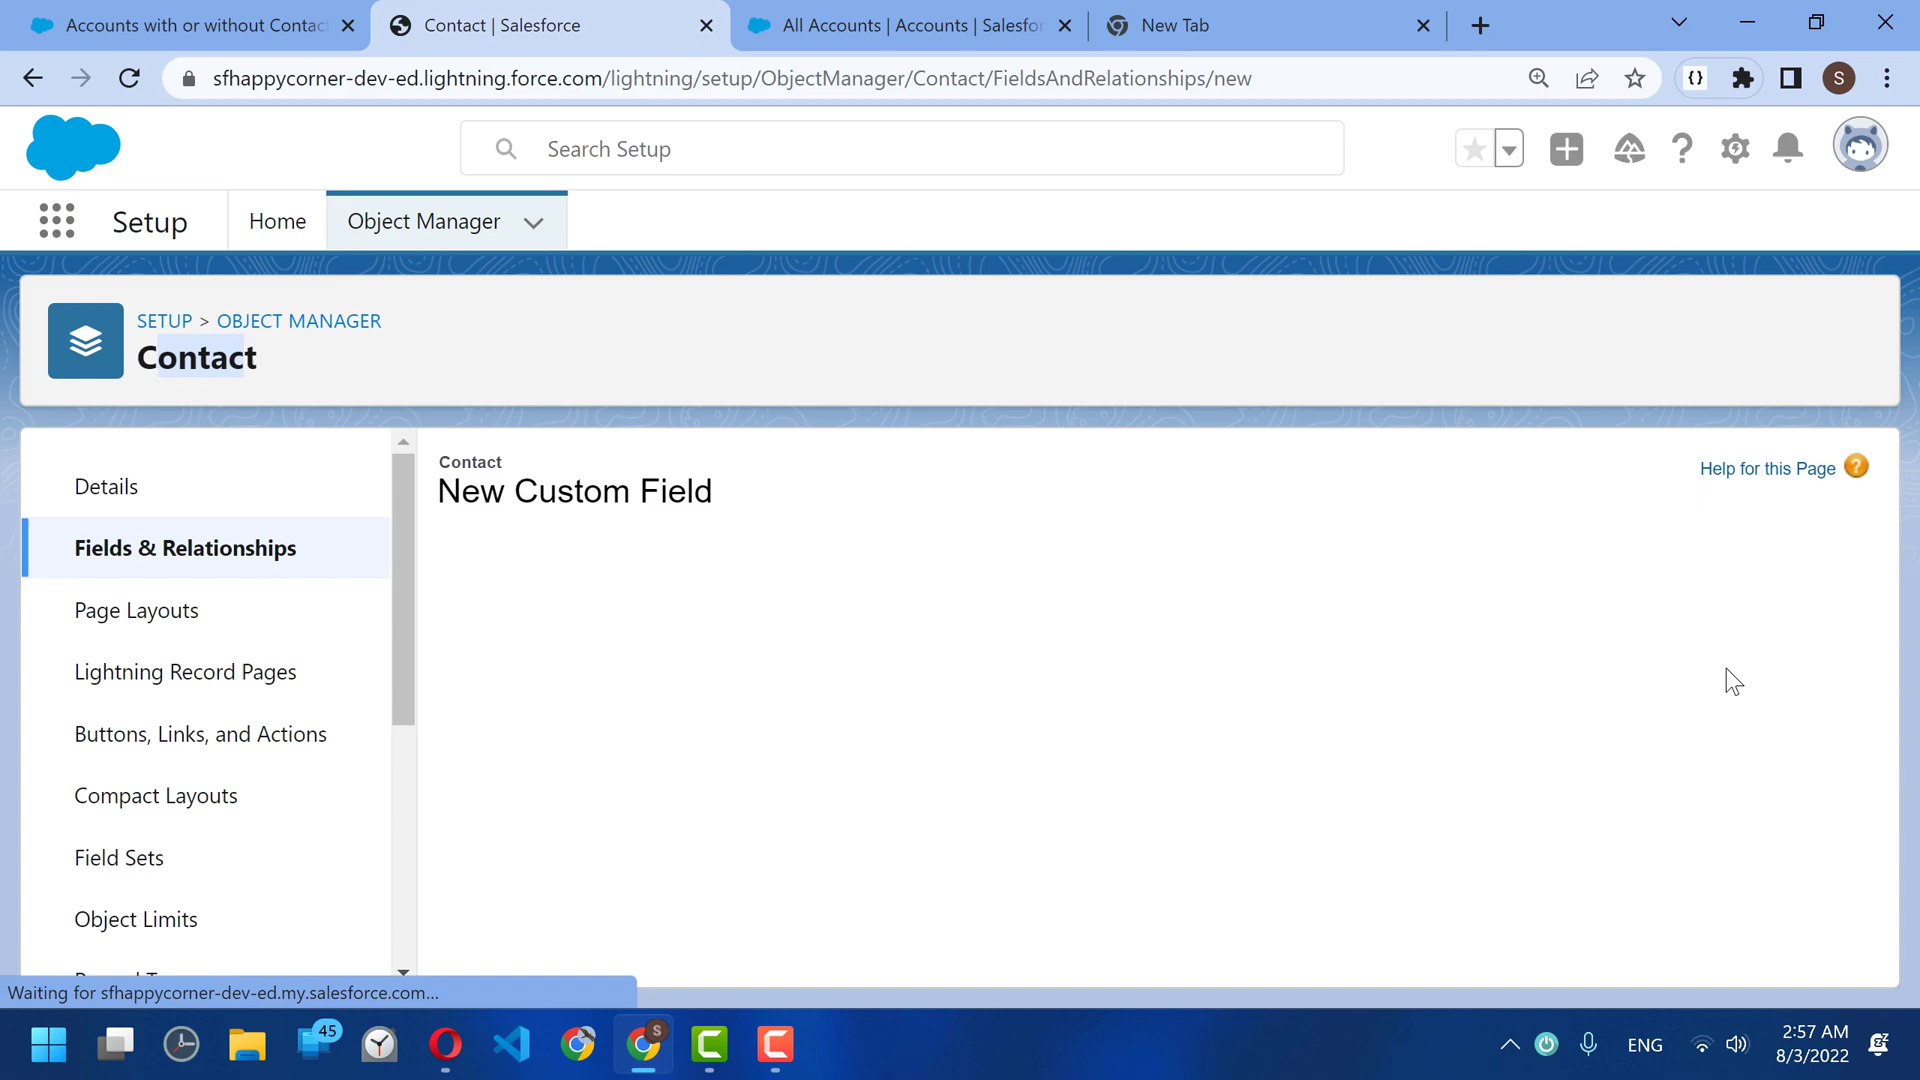 Accounts with or without Contac
Contact | Salesforce
All Accounts | Accounts | Salesfor
New Tab
sfhappycorner-dev-ed.lightning.force.com/lightning/setup/ObjectManager/Contact/FieldsAndRelationships/new
{}
S
Search Setup
Setup
Home
Object Manager
SETUP > OBJECT MANAGER
Contact
Details
Fields & Relationships
Page Layouts
Lightning Record Pages
Buttons, Links, and Actions
Compact Layouts
Field Sets
Object Limits
Contact
New Custom Field
Help for this Page ?
Waiting for sfhappycorner-dev-ed.my.salesforce.com...
45
S
ENG
2:57 AM
8/3/2022